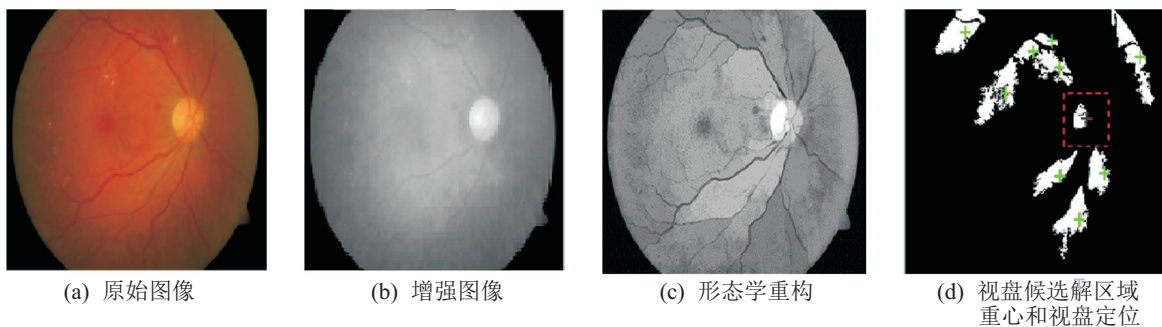 (a) 原始图像
(b) 增强图像
(c) 形态学重构
(d) 视盘候选解区域
重心和视盘定位